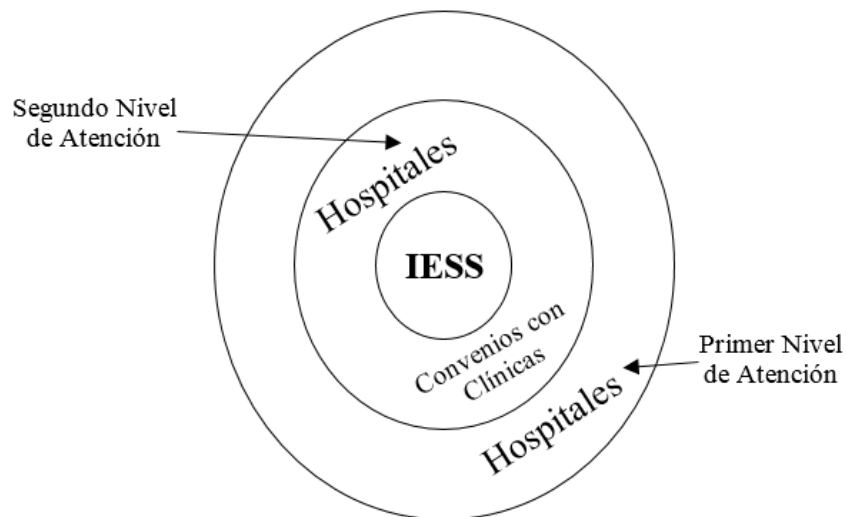 Segundo Nivel
de Atención
Hospitales
IESS
Convenios con
Clínicas
Primer Nivel
de Atención
Hospitales